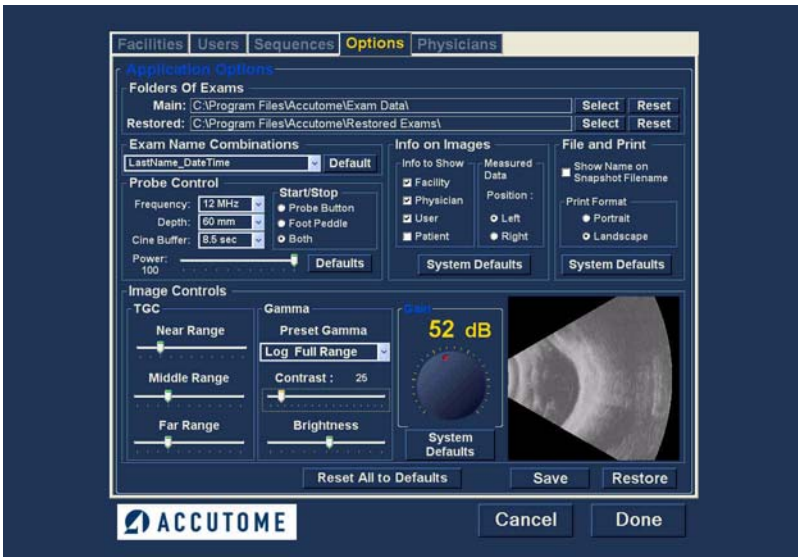 Facilities Users Sequences Options Physicians
Application Options
Folders Of Exams
Main: C:\Program Files\Accutome\Exam Data\ Select Reset
Restored: C:\Program Files\Accutome\Restored Exams\ Select Reset
Exam Name Combinations
LastName_DateTime Default
Probe Control
Frequency: 12 MHz
Depth: 60 mm
Cine Buffer: 8.5 sec
Start/Stop
Probe Button
Foot Peddle
Both
Power:
100
Defaults
Info on Images
Info to Show
Facility
Physician
User
Patient
Measured
Data
Position :
Left
Right
System Defaults
File and Print
Show Name on
Snapshot Filename
Print Format
Portrait
Landscape
System Defaults
Image Controls
TGC
Near Range
Middle Range
Far Range
Gamma
Preset Gamma
Log Full Range
Contrast : 25
Brightness
Gain
52 dB
System
Defaults
Reset All to Defaults Save Restore
ACCUTOME Cancel Done